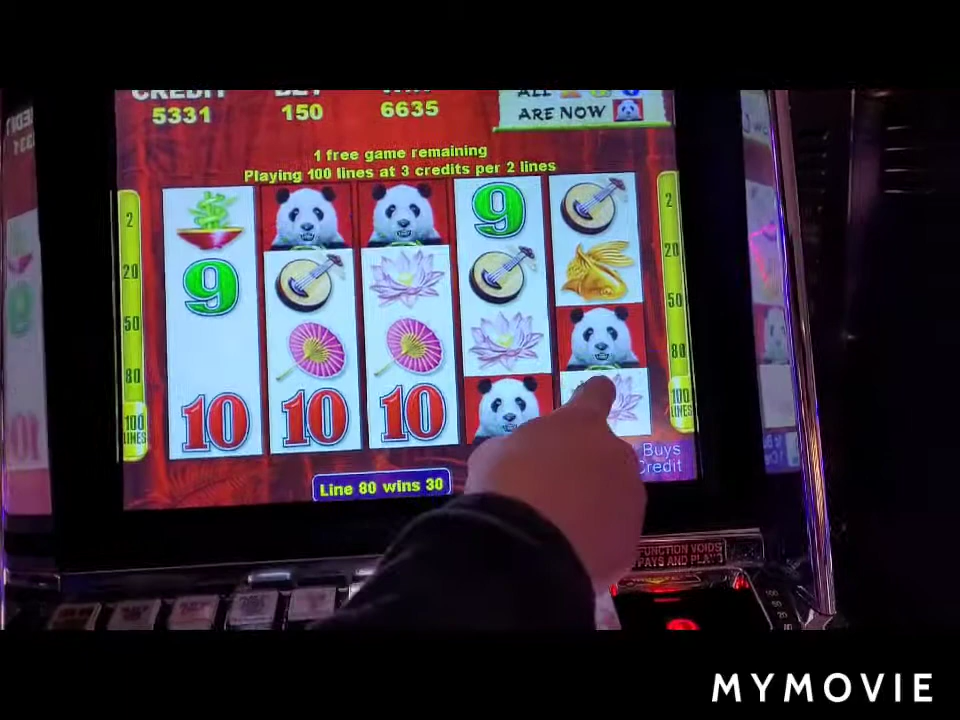 CREDIT BET WIN
5331 150 6635
ALL
ARE NOW
1 free game remaining
Playing 100 lines at 3 credits per 2 lines
2 9 2
20 9 20
50 50
80 80
100 LINES 10 10 10 100 LINES
Buys
Credit
Line 80 wins 30
FUNCTION VOIDS
PAYS AND PLAYS
MYMOVIE